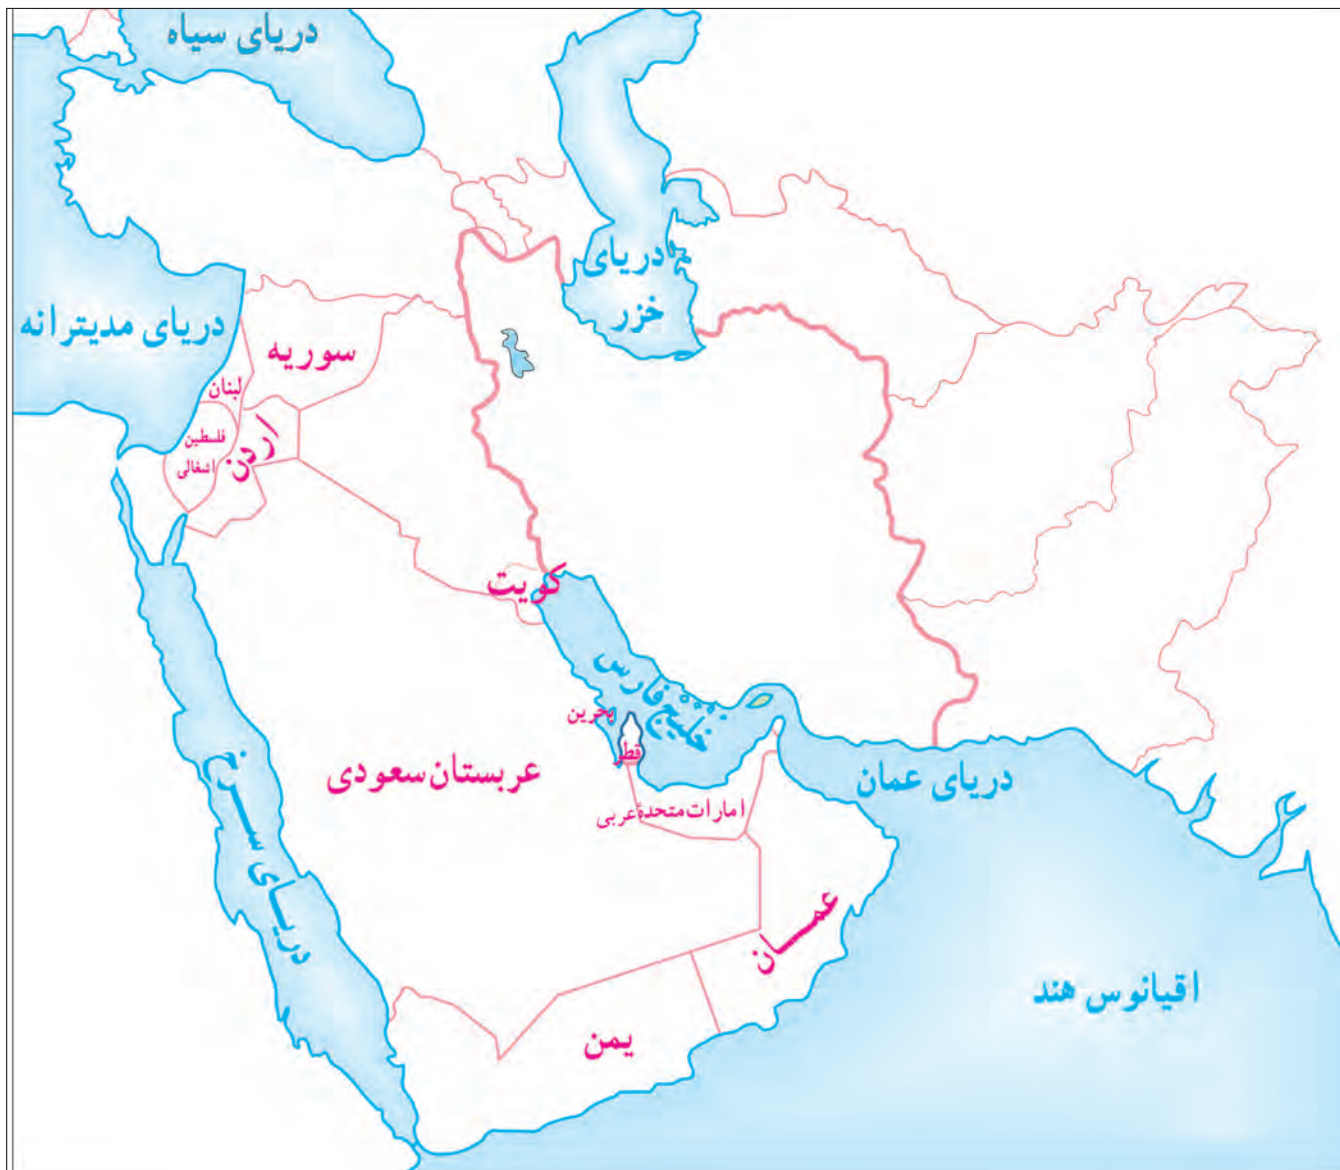 دریای سیاه
دریای
خزر
دریای مدیترانه
سوریه
لبنان
فلسطین
اشغالی
اردن
کویت
خلیج فارس
بحرین
قطر
عربستان سعودی
امارات متحدهٔ عربی
دریای عمان
دریای سرخ
عمان
اقیانوس هند
یمن